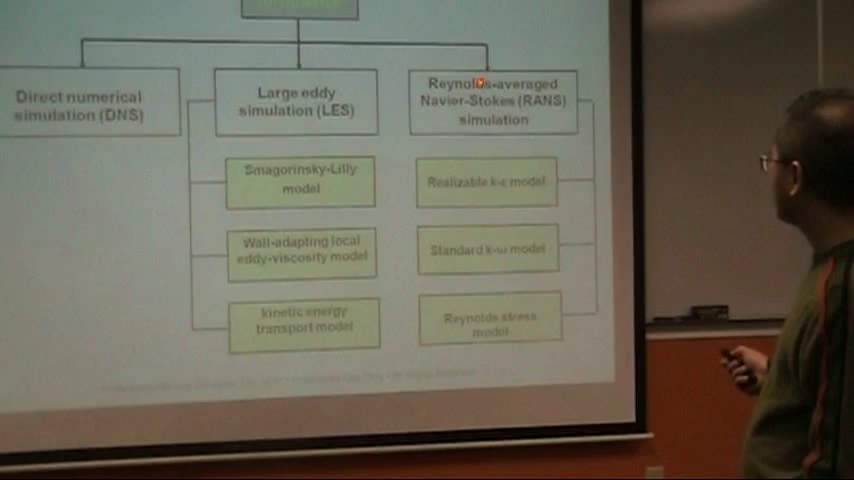 Direct numerical
simulation (DNS)
Large eddy
simulation (LES)
Reynolds-averaged
Navier-Stokes (RANS)
simulation
Smagorinsky-Lilly
model
Realizable k-ε model
Wall-adapting local
eddy-viscosity model
Standard k-ω model
kinetic energy
transport model
Reynolds stress
model